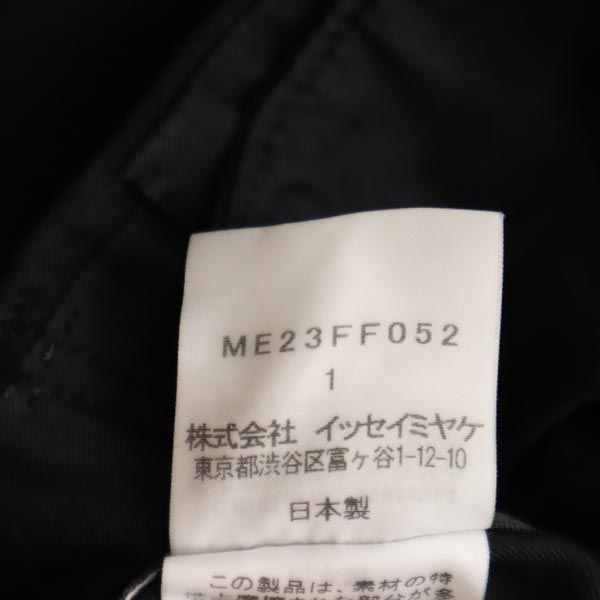 ME23FF052
1
株式会社 イッセイミヤケ
東京都渋谷区富ヶ谷1-12-10
日本製
この製品は、素材の特